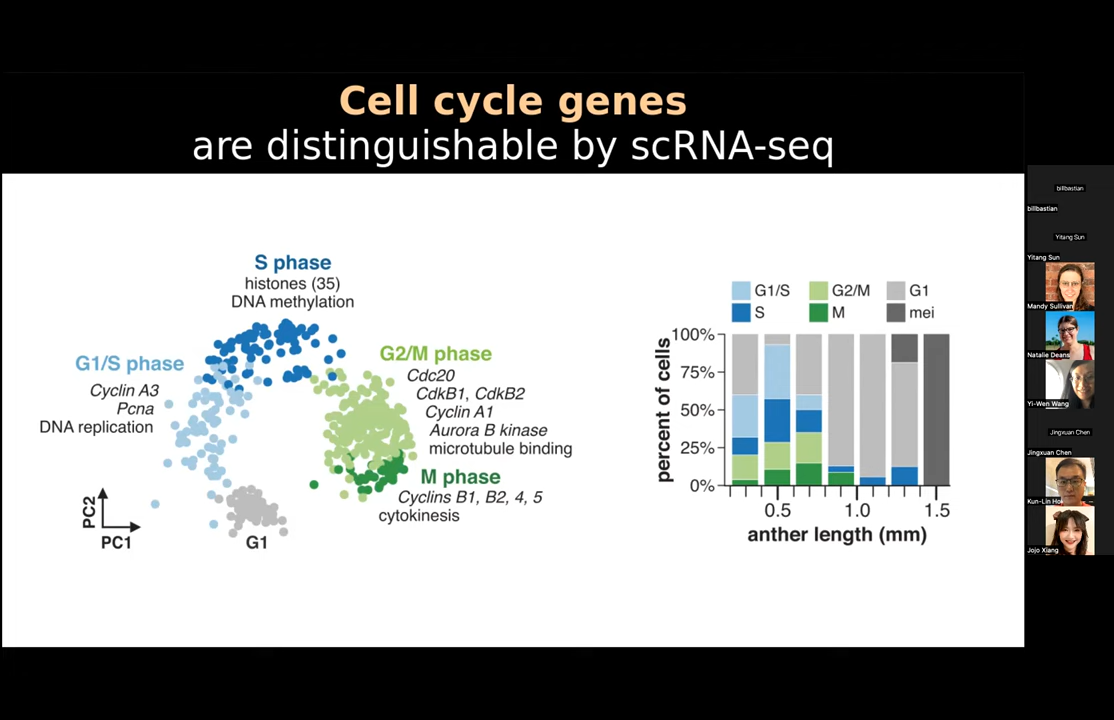 Cell cycle genes
are distinguishable by scRNA-seq
S phase
histones (35)
DNA methylation
G1/S phase
Cyclin A3
Pcna
DNA replication
G2/M phase
Cdc20
CdkB1, CdkB2
Cyclin A1
Aurora B kinase
microtubule binding
M phase
Cyclins B1, B2, 4, 5
cytokinesis
G1
PC2
PC1
G1/S
G2/M
G1
S
M
mei
percent of cells
100%
75%
50%
25%
0%
0.5
1.0
1.5
anther length (mm)
billbastian
billbastian
Yitang Sun
Yitang Sun
Mandy Sullivan
Natalie Deans
Yi-Wen Wang
Jingxuan Chen
Jingxuan Chen
Kun-Lin Ho
Jojo Xiang